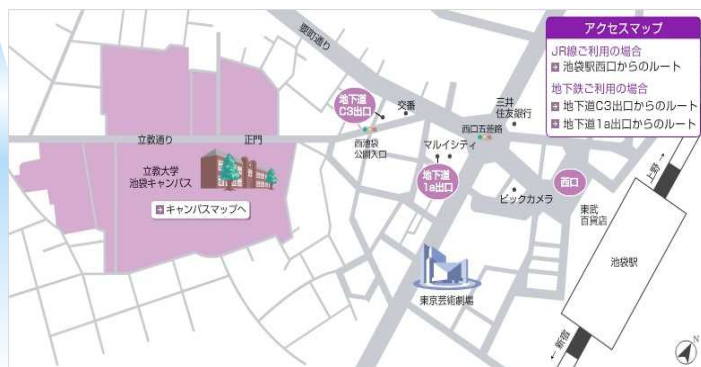 アクセスマップ
JR線ご利用の場合
池袋駅西口からのルート
地下鉄ご利用の場合
地下道C3出口からのルート
地下道1a出口からのルート
要町通り
地下道
C3出口
交番
三井
住友銀行
西口五差路
立教通り
正門
西池袋
公園入口
マルイシティ
地下道
1a出口
西口
上野→
立教大学
池袋キャンパス
キャンパスマップへ
ビックカメラ
東武
百貨店
池袋駅
東京芸術劇場
←新宿
N